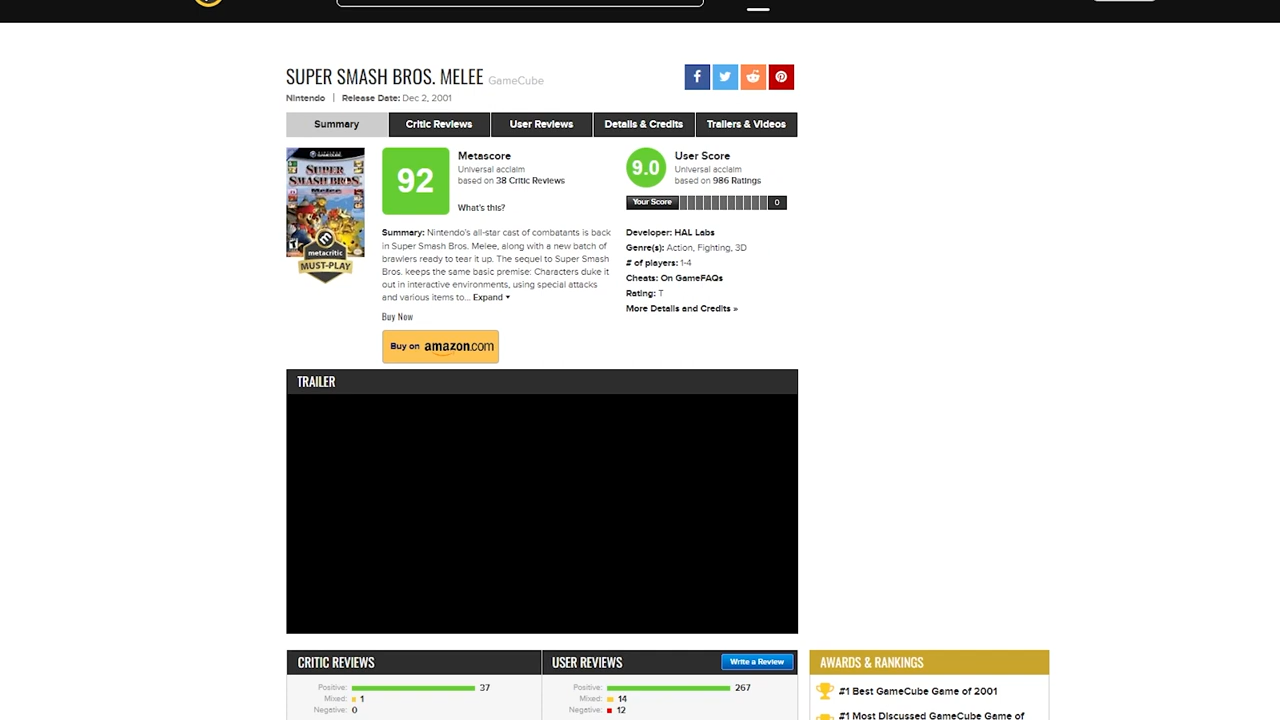 SUPER SMASH BROS. MELEE GameCube
Nintendo | Release Date: Dec 2, 2001
Summary Critic Reviews User Reviews Details & Credits Trailers & Videos
SUPER
SMASH BROS.
Melee
metacritic
MUST-PLAY
92
Metascore
Universal acclaim
based on 38 Critic Reviews
What's this?
Summary: Nintendo's all-star cast of combatants is back
in Super Smash Bros. Melee, along with a new batch of
brawlers ready to tear it up. The sequel to Super Smash
Bros. keeps the same basic premise: Characters duke it
out in interactive environments, using special attacks
and various items to... Expand
Buy Now
Buy on amazon.com
9.0
User Score
Universal acclaim
based on 986 Ratings
Your Score 0
Developer: HAL Labs
Genre(s): Action, Fighting, 3D
# of players: 1-4
Cheats: On GameFAQs
Rating: T
More Details and Credits »
TRAILER
CRITIC REVIEWS
Positive: 37
Mixed: 1
Negative: 0
USER REVIEWS Write a Review
Positive: 267
Mixed: 14
Negative: 12
AWARDS & RANKINGS
#1 Best GameCube Game of 2001
#1 Most Discussed GameCube Game of